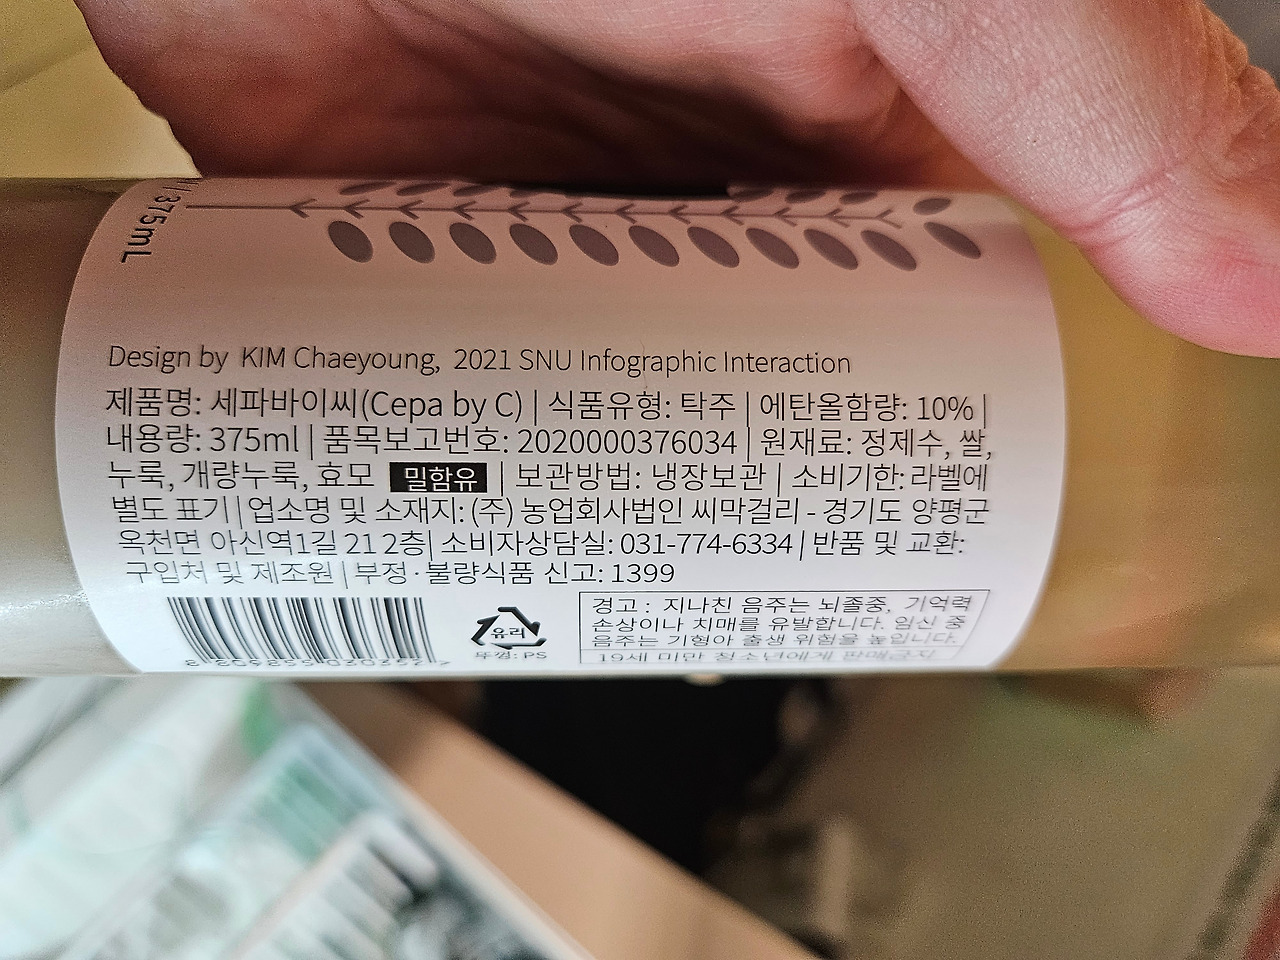 375mL
Design by KIM Chaeyoung, 2021 SNU Infographic Interaction
제품명: 세파바이씨(Cepa by C) | 식품유형: 탁주 | 에탄올함량: 10% |
내용량: 375ml | 품목보고번호: 2020000376034 | 원재료: 정제수, 쌀,
누룩, 개량누룩, 효모 밀함유 | 보관방법: 냉장보관 | 소비기한: 라벨에
별도 표기 | 업소명 및 소재지: (주) 농업회사법인 씨막걸리 - 경기도 양평군
옥천면 아신역1길 21 2층| 소비자상담실: 031-774-6334 | 반품 및 교환:
구입처 및 제조원 | 부정·불량식품 신고: 1399
유리
뚜껑: PS
경고 : 지나친 음주는 뇌졸중, 기억력
손상이나 치매를 유발합니다. 임신 중
음주는 기형아 출생 위험을 높입니다.
19세 미만 청소년에게 판매금지